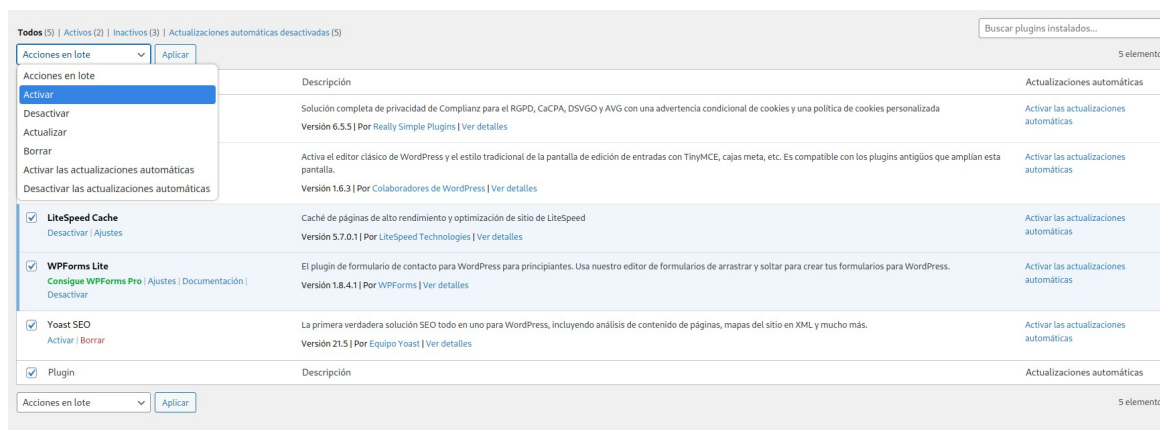 Todos (5) | Activos (2) | Inactivos (3) | Actualizaciones automáticas desactivadas (5)
Buscar plugins instalados...
Acciones en lote
Aplicar
5 elemento
Acciones en lote
Activar
Desactivar
Actualizar
Borrar
Activar las actualizaciones automáticas
Desactivar las actualizaciones automáticas
Descripción
Actualizaciones automáticas
Solución completa de privacidad de Complianz para el RGPD, CaCPA, DSVGO y AVG con una advertencia condicional de cookies y una política de cookies personalizada
Versión 6.5.5 | Por Really Simple Plugins | Ver detalles
Activar las actualizaciones
automáticas
Activa el editor clásico de WordPress y el estilo tradicional de la pantalla de edición de entradas con TinyMCE, cajas meta, etc. Es compatible con los plugins antigüos que amplían esta
pantalla.
Versión 1.6.3 | Por Colaboradores de WordPress | Ver detalles
Activar las actualizaciones
automáticas
LiteSpeed Cache
Desactivar | Ajustes
Caché de páginas de alto rendimiento y optimización de sitio de LiteSpeed
Versión 5.7.0.1 | Por LiteSpeed Technologies | Ver detalles
Activar las actualizaciones
automáticas
WPForms Lite
Consigue WPForms Pro | Ajustes | Documentación |
Desactivar
El plugin de formulario de contacto para WordPress para principiantes. Usa nuestro editor de formularios de arrastrar y soltar para crear tus formularios para WordPress.
Versión 1.8.4.1 | Por WPForms | Ver detalles
Activar las actualizaciones
automáticas
Yoast SEO
Activar | Borrar
La primera verdadera solución SEO todo en uno para WordPress, incluyendo análisis de contenido de páginas, mapas del sitio en XML y mucho más.
Versión 21.5 | Por Equipo Yoast | Ver detalles
Activar las actualizaciones
automáticas
Plugin
Descripción
Actualizaciones automáticas
Acciones en lote
Aplicar
5 elemento